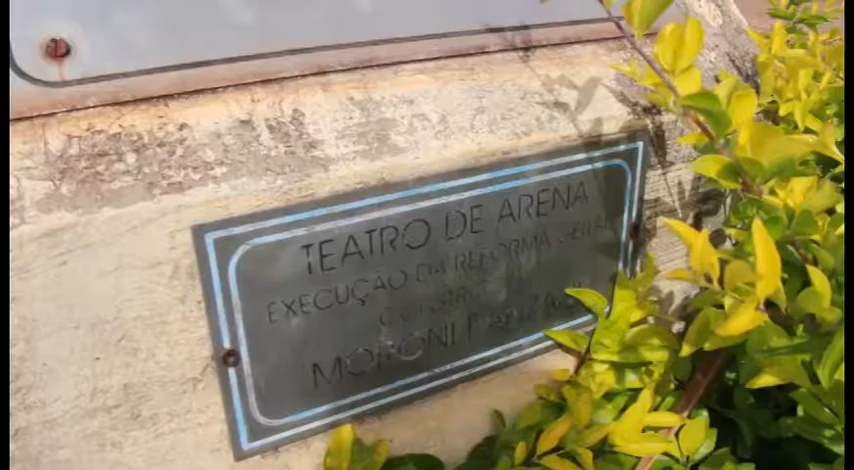 TEATRO DE ARENA
EXECUÇÃO DA REFORMA GERAL
MORONI